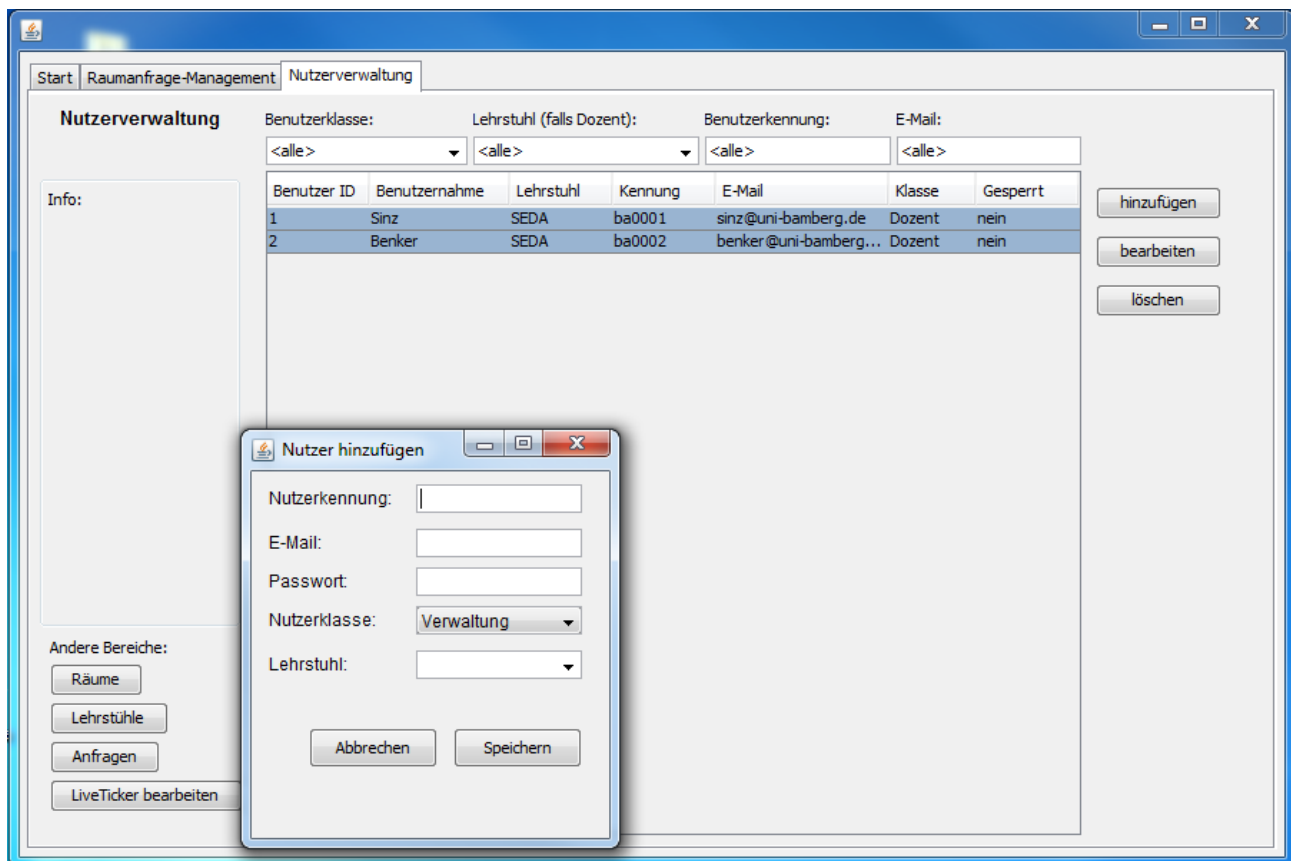 Start Raumanfrage-Management Nutzerverwaltung
Nutzerverwaltung
Benutzerklasse: Lehrstuhl (falls Dozent): Benutzerkennung: E-Mail:
<alle> <alle> <alle> <alle>
Info:
Benutzer ID Benutzernahme Lehrstuhl Kennung E-Mail Klasse Gesperrt
1 Sinz SEDA ba0001 sinz@uni-bamberg.de Dozent nein
2 Benker SEDA ba0002 benker@uni-bamberg... Dozent nein
hinzufügen
bearbeiten
löschen
Nutzer hinzufügen
Nutzerkennung:
E-Mail:
Passwort:
Nutzerklasse: Verwaltung
Lehrstuhl:
Abbrechen Speichern
Andere Bereiche:
Räume
Lehrstühle
Anfragen
LiveTicker bearbeiten